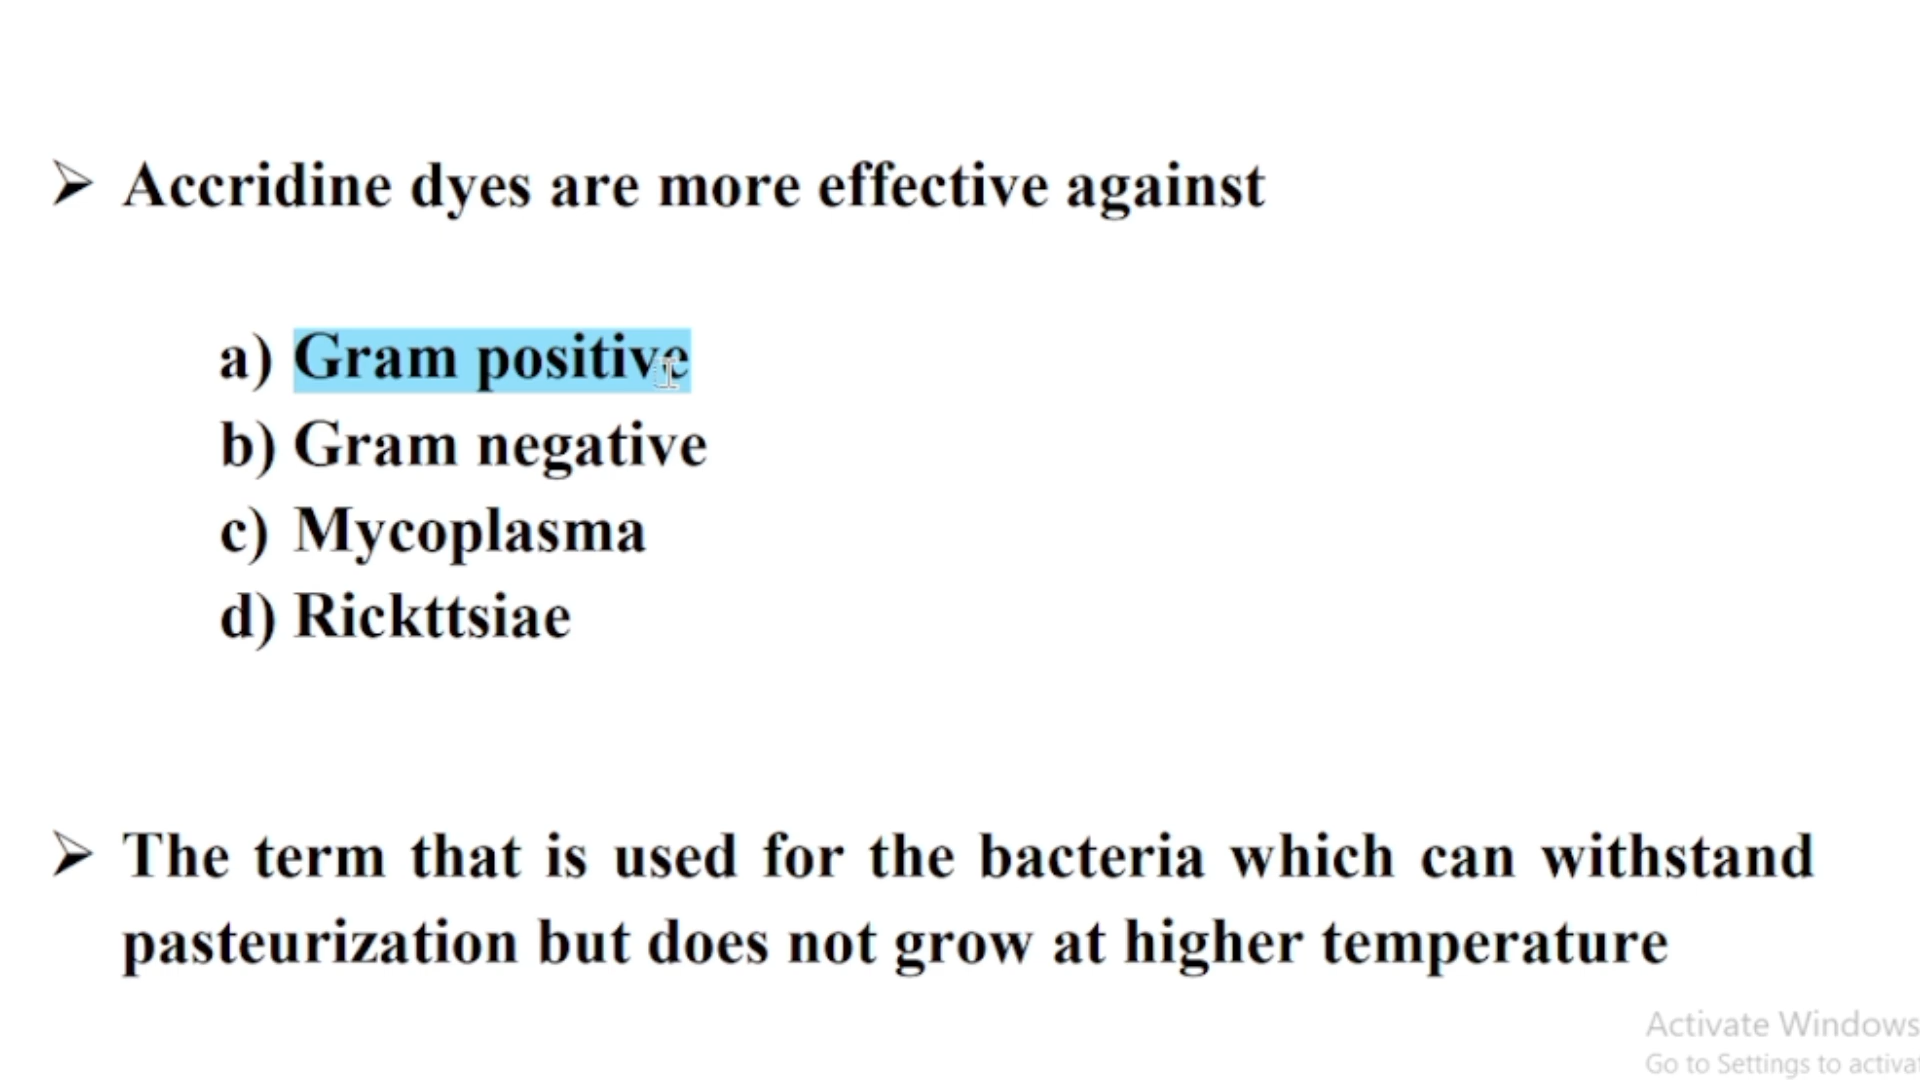 ➢ Accridine dyes are more effective against
a) Gram positive
b) Gram negative
c) Mycoplasma
d) Rickttsiae
➢ The term that is used for the bacteria which can withstand
pasteurization but does not grow at higher temperature
Activate Windows
Go to Settings to activat